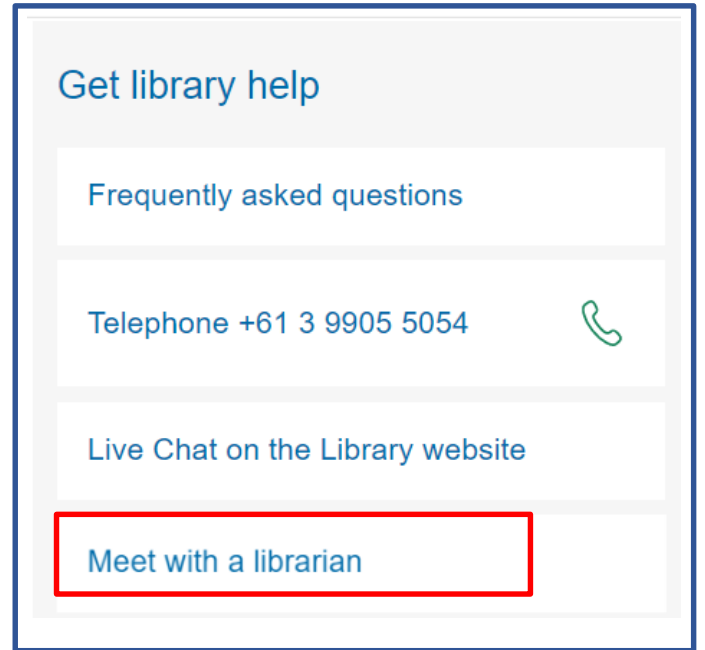 Get library help
Frequently asked questions
Telephone +61 3 9905 5054
Live Chat on the Library website
Meet with a librarian